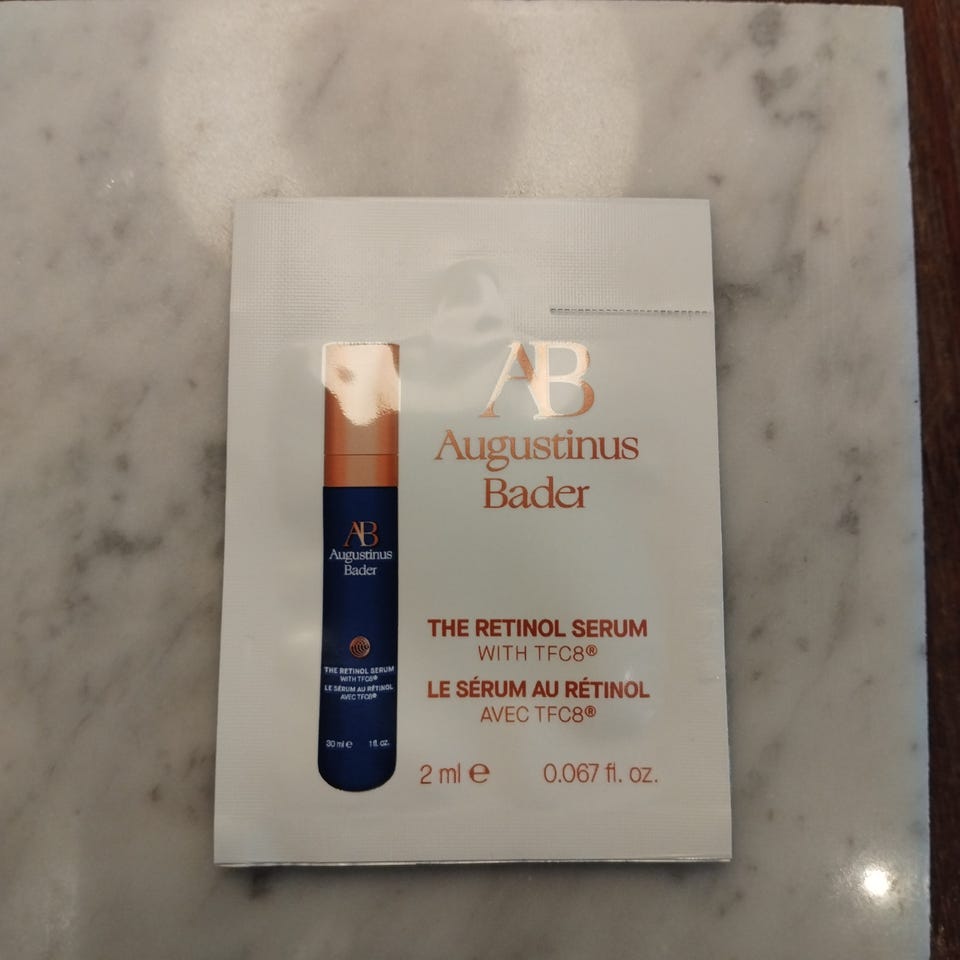 AB
Augustinus
Bader
THE RETINOL SERUM
WITH TFC8®
LE SÉRUM AU RÉTINOL
AVEC TFC8®
2 ml e 0.067 fl. oz.
AB
Augustinus
Bader
THE RETINOL SERUM
WITH TFC8®
LE SÉRUM AU RÉTINOL
AVEC TFC8®
30 ml e 1 fl. oz.